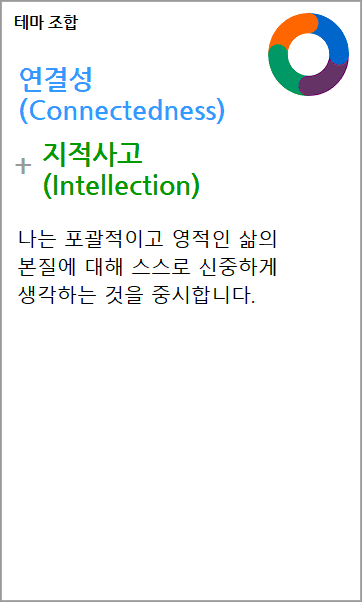 테마 조합
연결성
(Connectedness)
+ 지적사고
(Intellection)
나는 포괄적이고 영적인 삶의
본질에 대해 스스로 신중하게
생각하는 것을 중시합니다.